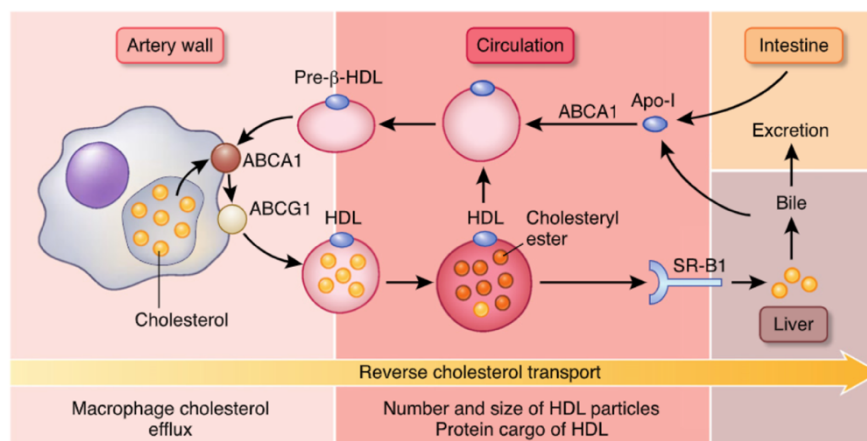 Artery wall
Circulation
Intestine
Pre-β-HDL
ABCA1
Apo-I
Excretion
ABCA1
ABCG1
HDL
HDL
Cholesteryl
ester
Bile
SR-B1
Cholesterol
Liver
Reverse cholesterol transport
Macrophage cholesterol
efflux
Number and size of HDL particles
Protein cargo of HDL